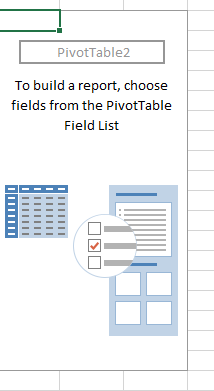 PivotTable2
To build a report, choose
fields from the PivotTable
Field List